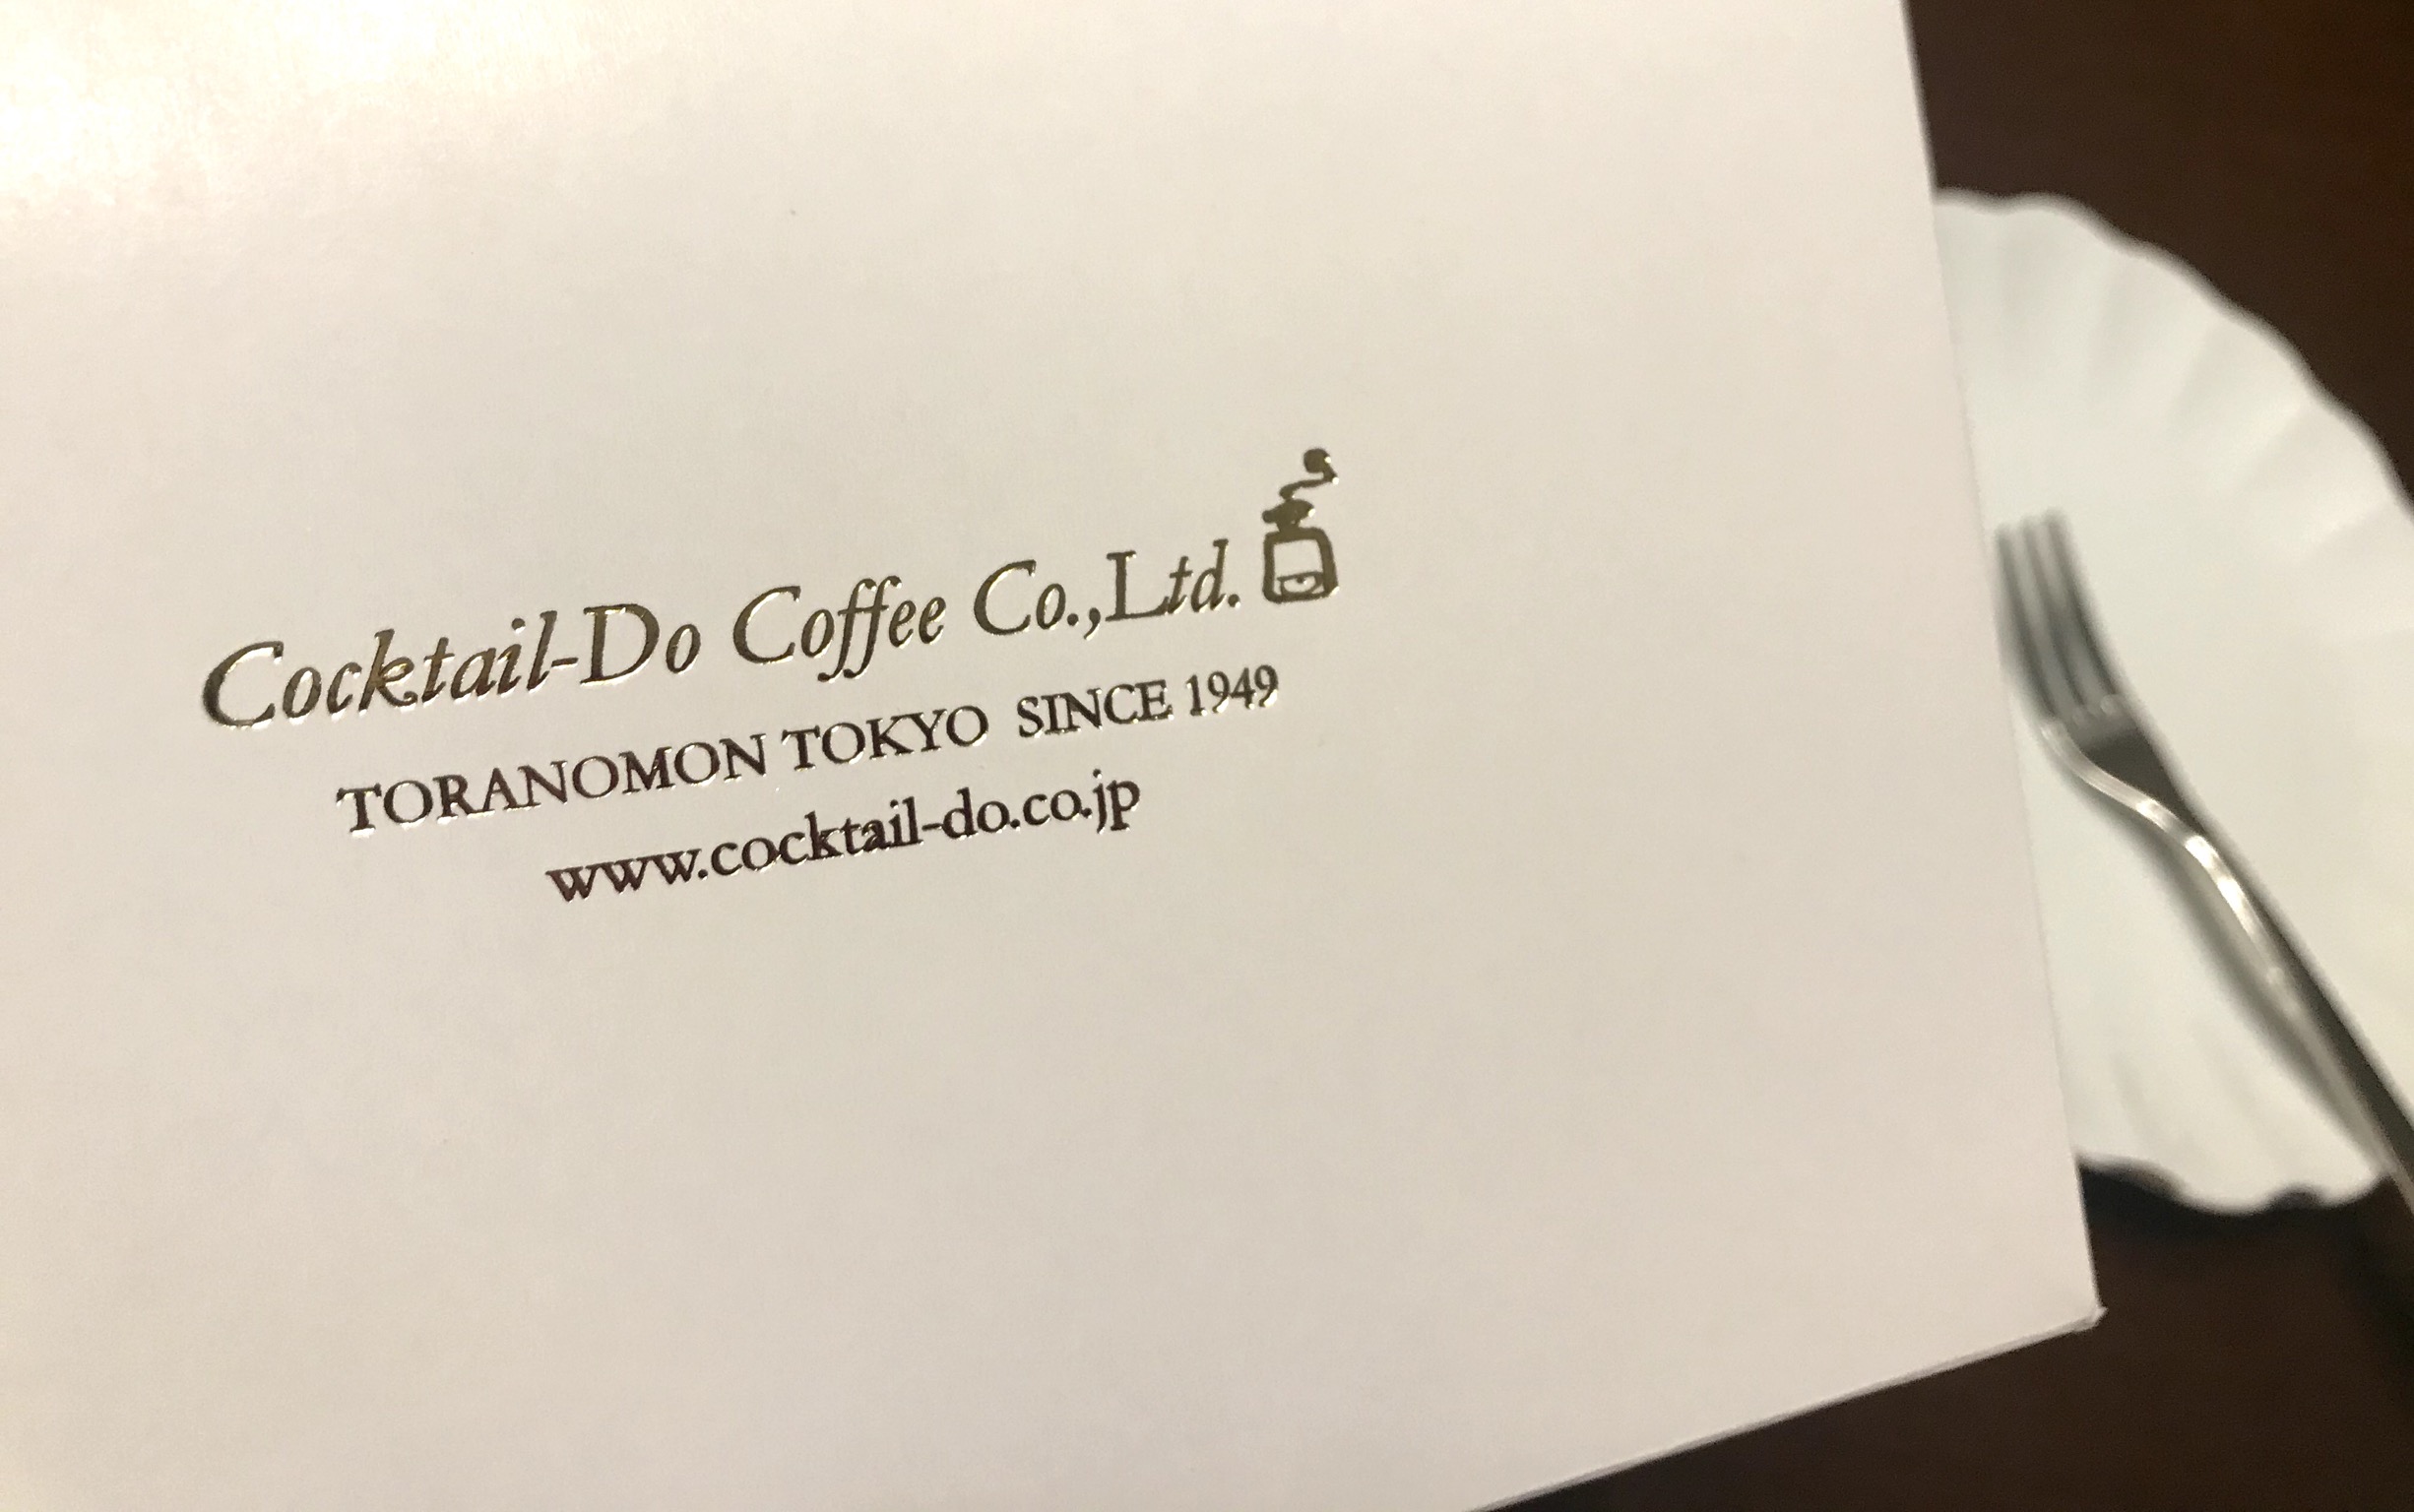 Cocktail-Do Coffee Co.,Ltd.
TORANOMON TOKYO SINCE 1949
www.cocktail-do.co.jp